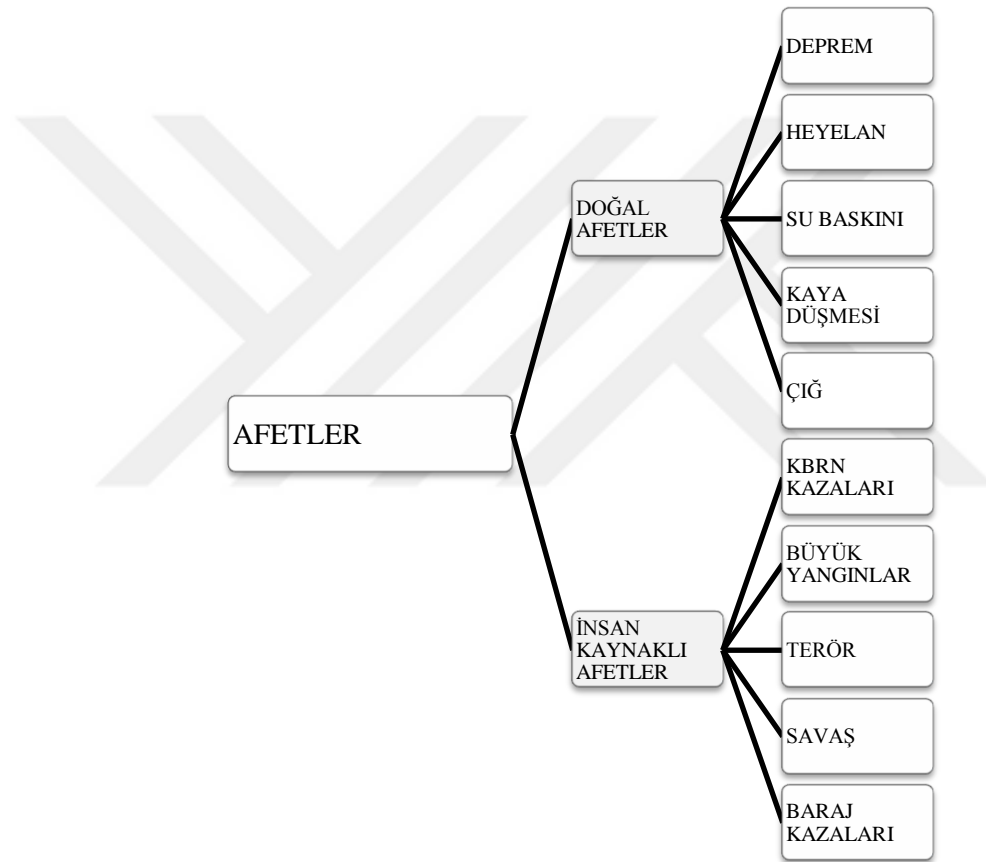 DEPREM
HEYELAN
DOĞAL
AFETLER
SU BASKINI
KAYA
DÜŞMESİ
ÇIĞ
AFETLER
KBRN
KAZALARI
BÜYÜK
YANGINLAR
İNSAN
KAYNAKLI
AFETLER
TERÖR
SAVAŞ
BARAJ
KAZALARI